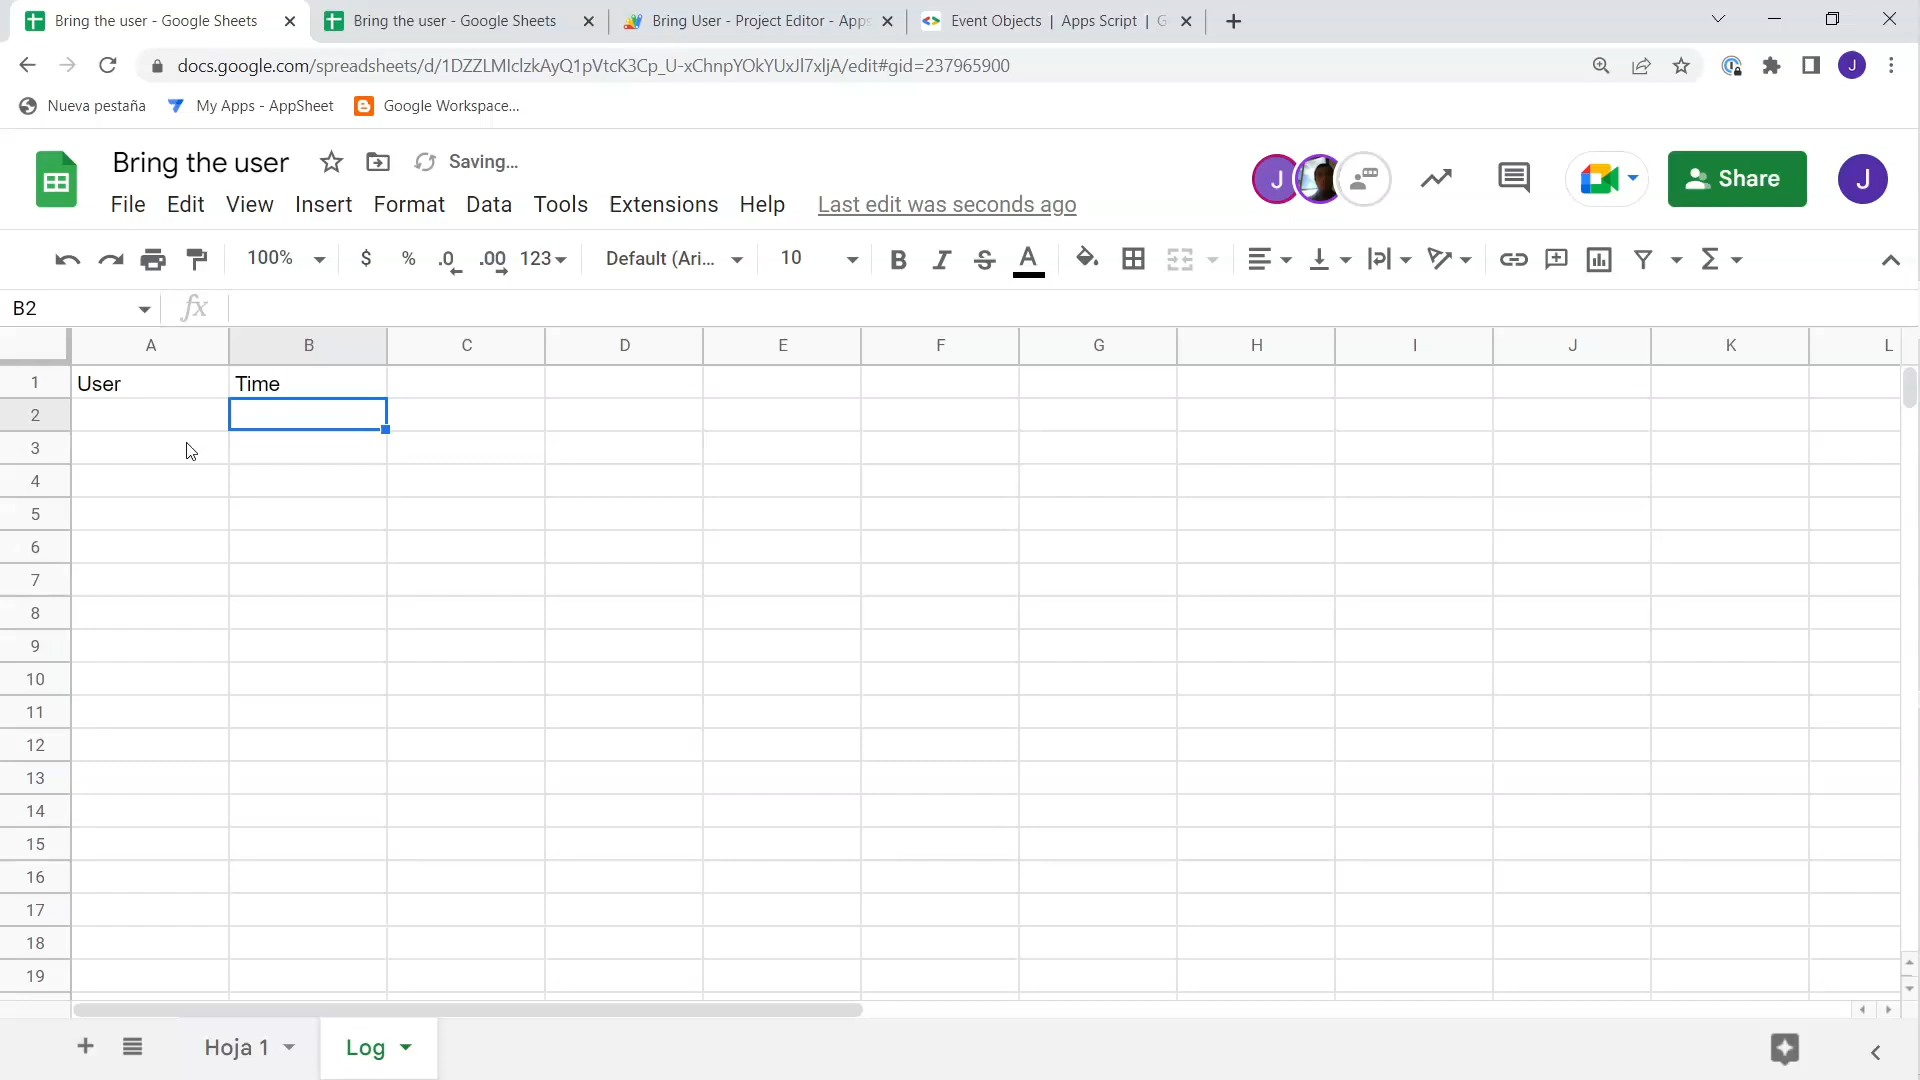 Bring the user - Google Sheets
Bring the user - Google Sheets
Bring User - Project Editor - Apps
Event Objects | Apps Script | G
docs.google.com/spreadsheets/d/1DZZLMIclzkAyQ1pVtcK3Cp_U-xChnpYOkYUxJl7xljA/edit#gid=237965900
J
Nueva pestaña
My Apps - AppSheet
Google Workspace...
Bring the user
Saving...
J
Share
J
File Edit View Insert Format Data Tools Extensions Help Last edit was seconds ago
100% $ % .0 .00 123 Default (Ari... 10 B I S A
B2 fx
A B C D E F G H I J K L
1 User Time
2
3
4
5
6
7
8
9
10
11
12
13
14
15
16
17
18
19
Hoja 1 Log